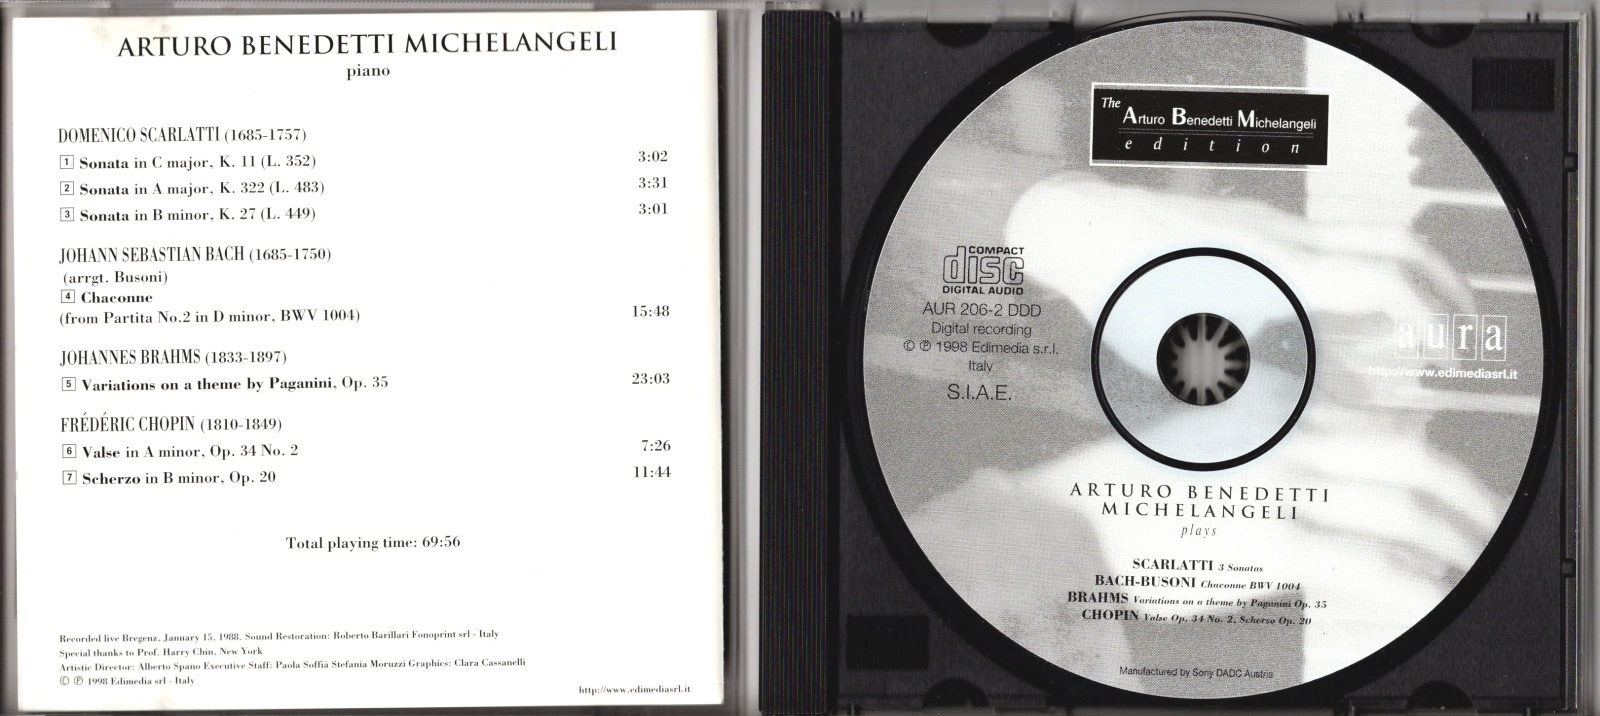 ARTURO BENEDETTI MICHELANGELI
piano
DOMENICO SCARLATTI (1685-1757)
1 Sonata in C major, K. 11 (L. 352) 3:02
2 Sonata in A major, K. 322 (L. 483) 3:31
3 Sonata in B minor, K. 27 (L. 449) 3:01
JOHANN SEBASTIAN BACH (1685-1750)
(arrgt. Busoni)
4 Chaconne
(from Partita No.2 in D minor, BWV 1004) 15:48
JOHANNES BRAHMS (1833-1897)
5 Variations on a theme by Paganini, Op. 35 23:03
FRÉDÉRIC CHOPIN (1810-1849)
6 Valse in A minor, Op. 34 No. 2 7:26
7 Scherzo in B minor, Op. 20 11:44
Total playing time: 69:56
Recorded live Bregenz, January 15, 1988. Sound Restoration: Roberto Barillari Fonoprint srl - Italy
Special thanks to Prof. Harry Chin, New York
Artistic Director: Alberto Spano Executive Staff: Paola Soffià Stefania Moruzzi Graphics: Clara Cassanelli
© ℗ 1998 Edimedia srl - Italy
http://www.edimediasrl.it
The
Arturo Benedetti Michelangeli
edition
COMPACT
disc
DIGITAL AUDIO
AUR 206-2 DDD
Digital recording
© ℗ 1998 Edimedia s.r.l.
Italy
S.I.A.E.
aura
http://www.edimediasrl.it
ARTURO BENEDETTI
MICHELANGELI
plays
SCARLATTI 3 Sonatas
BACH-BUSONI Chaconne BWV 1004
BRAHMS Variations on a theme by Paganini Op. 35
CHOPIN Valse Op. 34 No. 2, Scherzo Op. 20
Manufactured by Sony DADC Austria